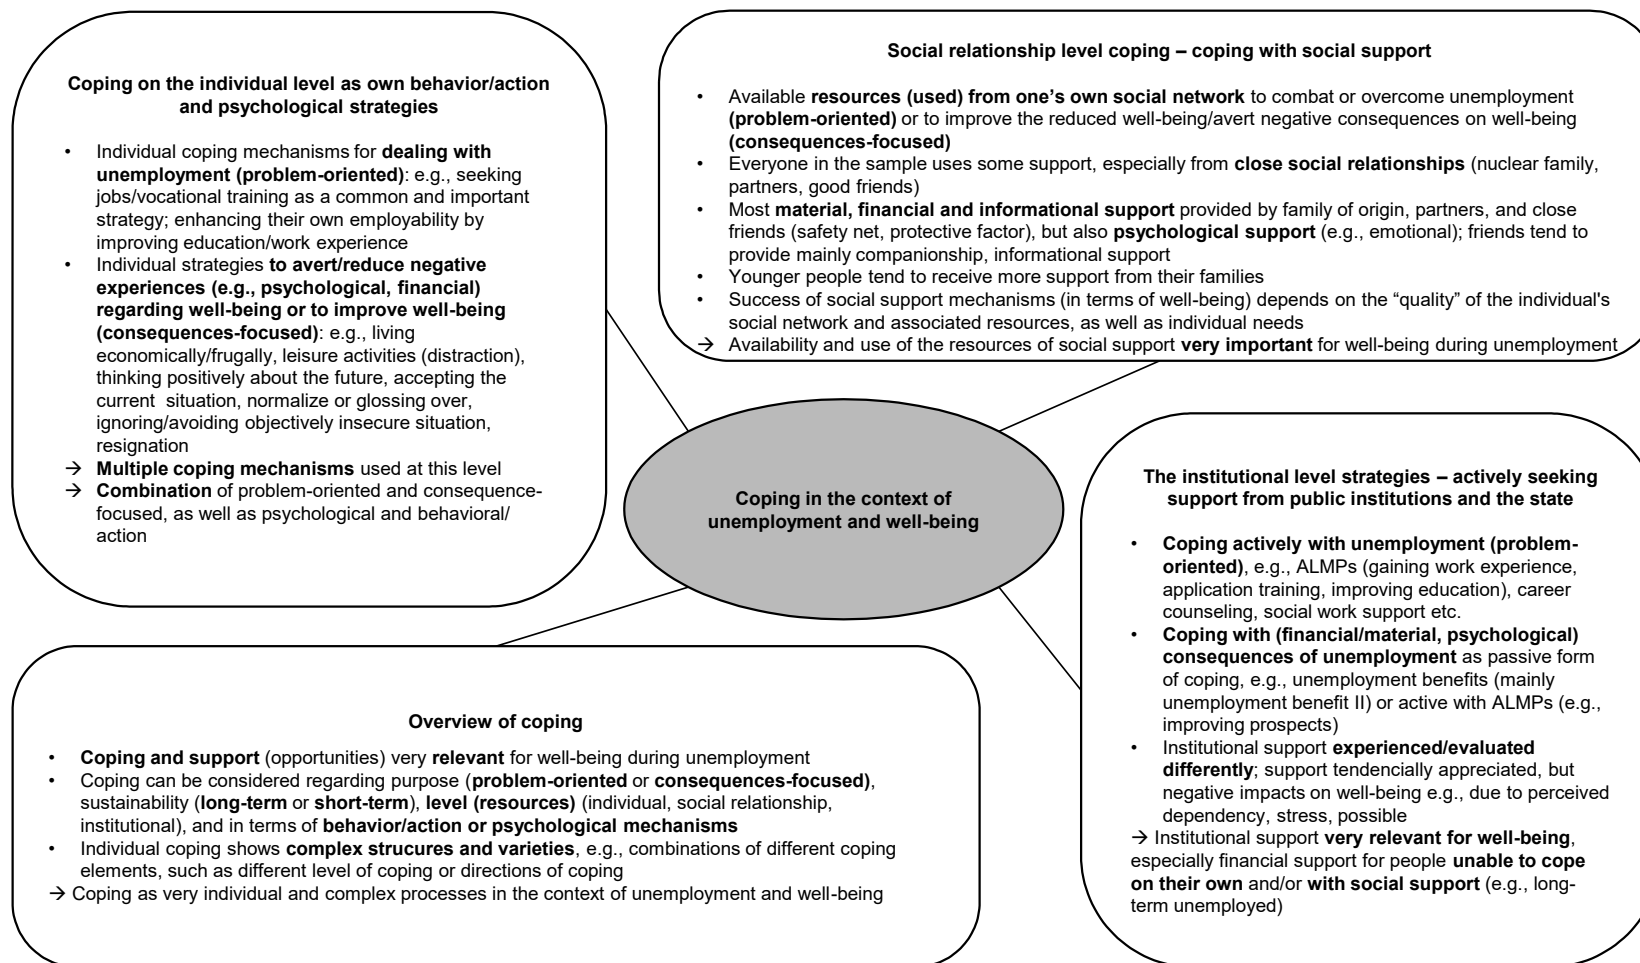 Coping on the individual level as own behavior/action
and psychological strategies
• Individual coping mechanisms for dealing with
unemployment (problem-oriented): e.g., seeking
jobs/vocational training as a common and important
strategy; enhancing their own employability by
improving education/work experience
• Individual strategies to avert/reduce negative
experiences (e.g., psychological, financial)
regarding well-being or to improve well-being
(consequences-focused): e.g., living
economically/frugally, leisure activities (distraction),
thinking positively about the future, accepting the
current situation, normalize or glossing over,
ignoring/avoiding objectively insecure situation,
resignation
→ Multiple coping mechanisms used at this level
→ Combination of problem-oriented and consequence-
focused, as well as psychological and behavioral/
action
Social relationship level coping – coping with social support
• Available resources (used) from one’s own social network to combat or overcome unemployment
(problem-oriented) or to improve the reduced well-being/avert negative consequences on well-being
(consequences-focused)
• Everyone in the sample uses some support, especially from close social relationships (nuclear family,
partners, good friends)
• Most material, financial and informational support provided by family of origin, partners, and close
friends (safety net, protective factor), but also psychological support (e.g., emotional); friends tend to
provide mainly companionship, informational support
• Younger people tend to receive more support from their families
• Success of social support mechanisms (in terms of well-being) depends on the “quality” of the individual's
social network and associated resources, as well as individual needs
→ Availability and use of the resources of social support very important for well-being during unemployment
Coping in the context of
unemployment and well-being
The institutional level strategies – actively seeking
support from public institutions and the state
• Coping actively with unemployment (problem-
oriented), e.g., ALMPs (gaining work experience,
application training, improving education), career
counseling, social work support etc.
• Coping with (financial/material, psychological)
consequences of unemployment as passive form
of coping, e.g., unemployment benefits (mainly
unemployment benefit II) or active with ALMPs (e.g.,
improving prospects)
• Institutional support experienced/evaluated
differently; support tendencially appreciated, but
negative impacts on well-being e.g., due to perceived
dependency, stress, possible
→ Institutional support very relevant for well-being,
especially financial support for people unable to cope
on their own and/or with social support (e.g., long-
term unemployed)
Overview of coping
• Coping and support (opportunities) very relevant for well-being during unemployment
• Coping can be considered regarding purpose (problem-oriented or consequences-focused),
sustainability (long-term or short-term), level (resources) (individual, social relationship,
institutional), and in terms of behavior/action or psychological mechanisms
• Individual coping shows complex strucures and varieties, e.g., combinations of different coping
elements, such as different level of coping or directions of coping
→ Coping as very individual and complex processes in the context of unemployment and well-being